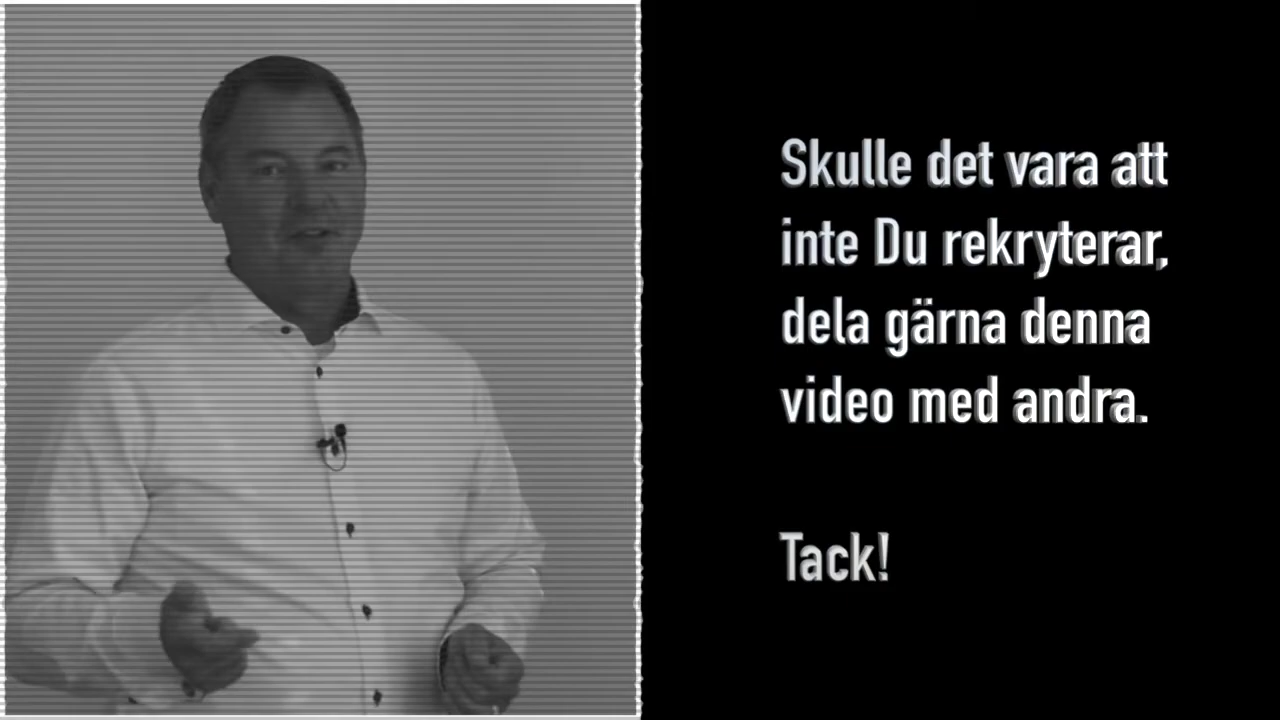 Skulle det vara att
inte Du rekryterar,
dela gärna denna
video med andra.
Tack!